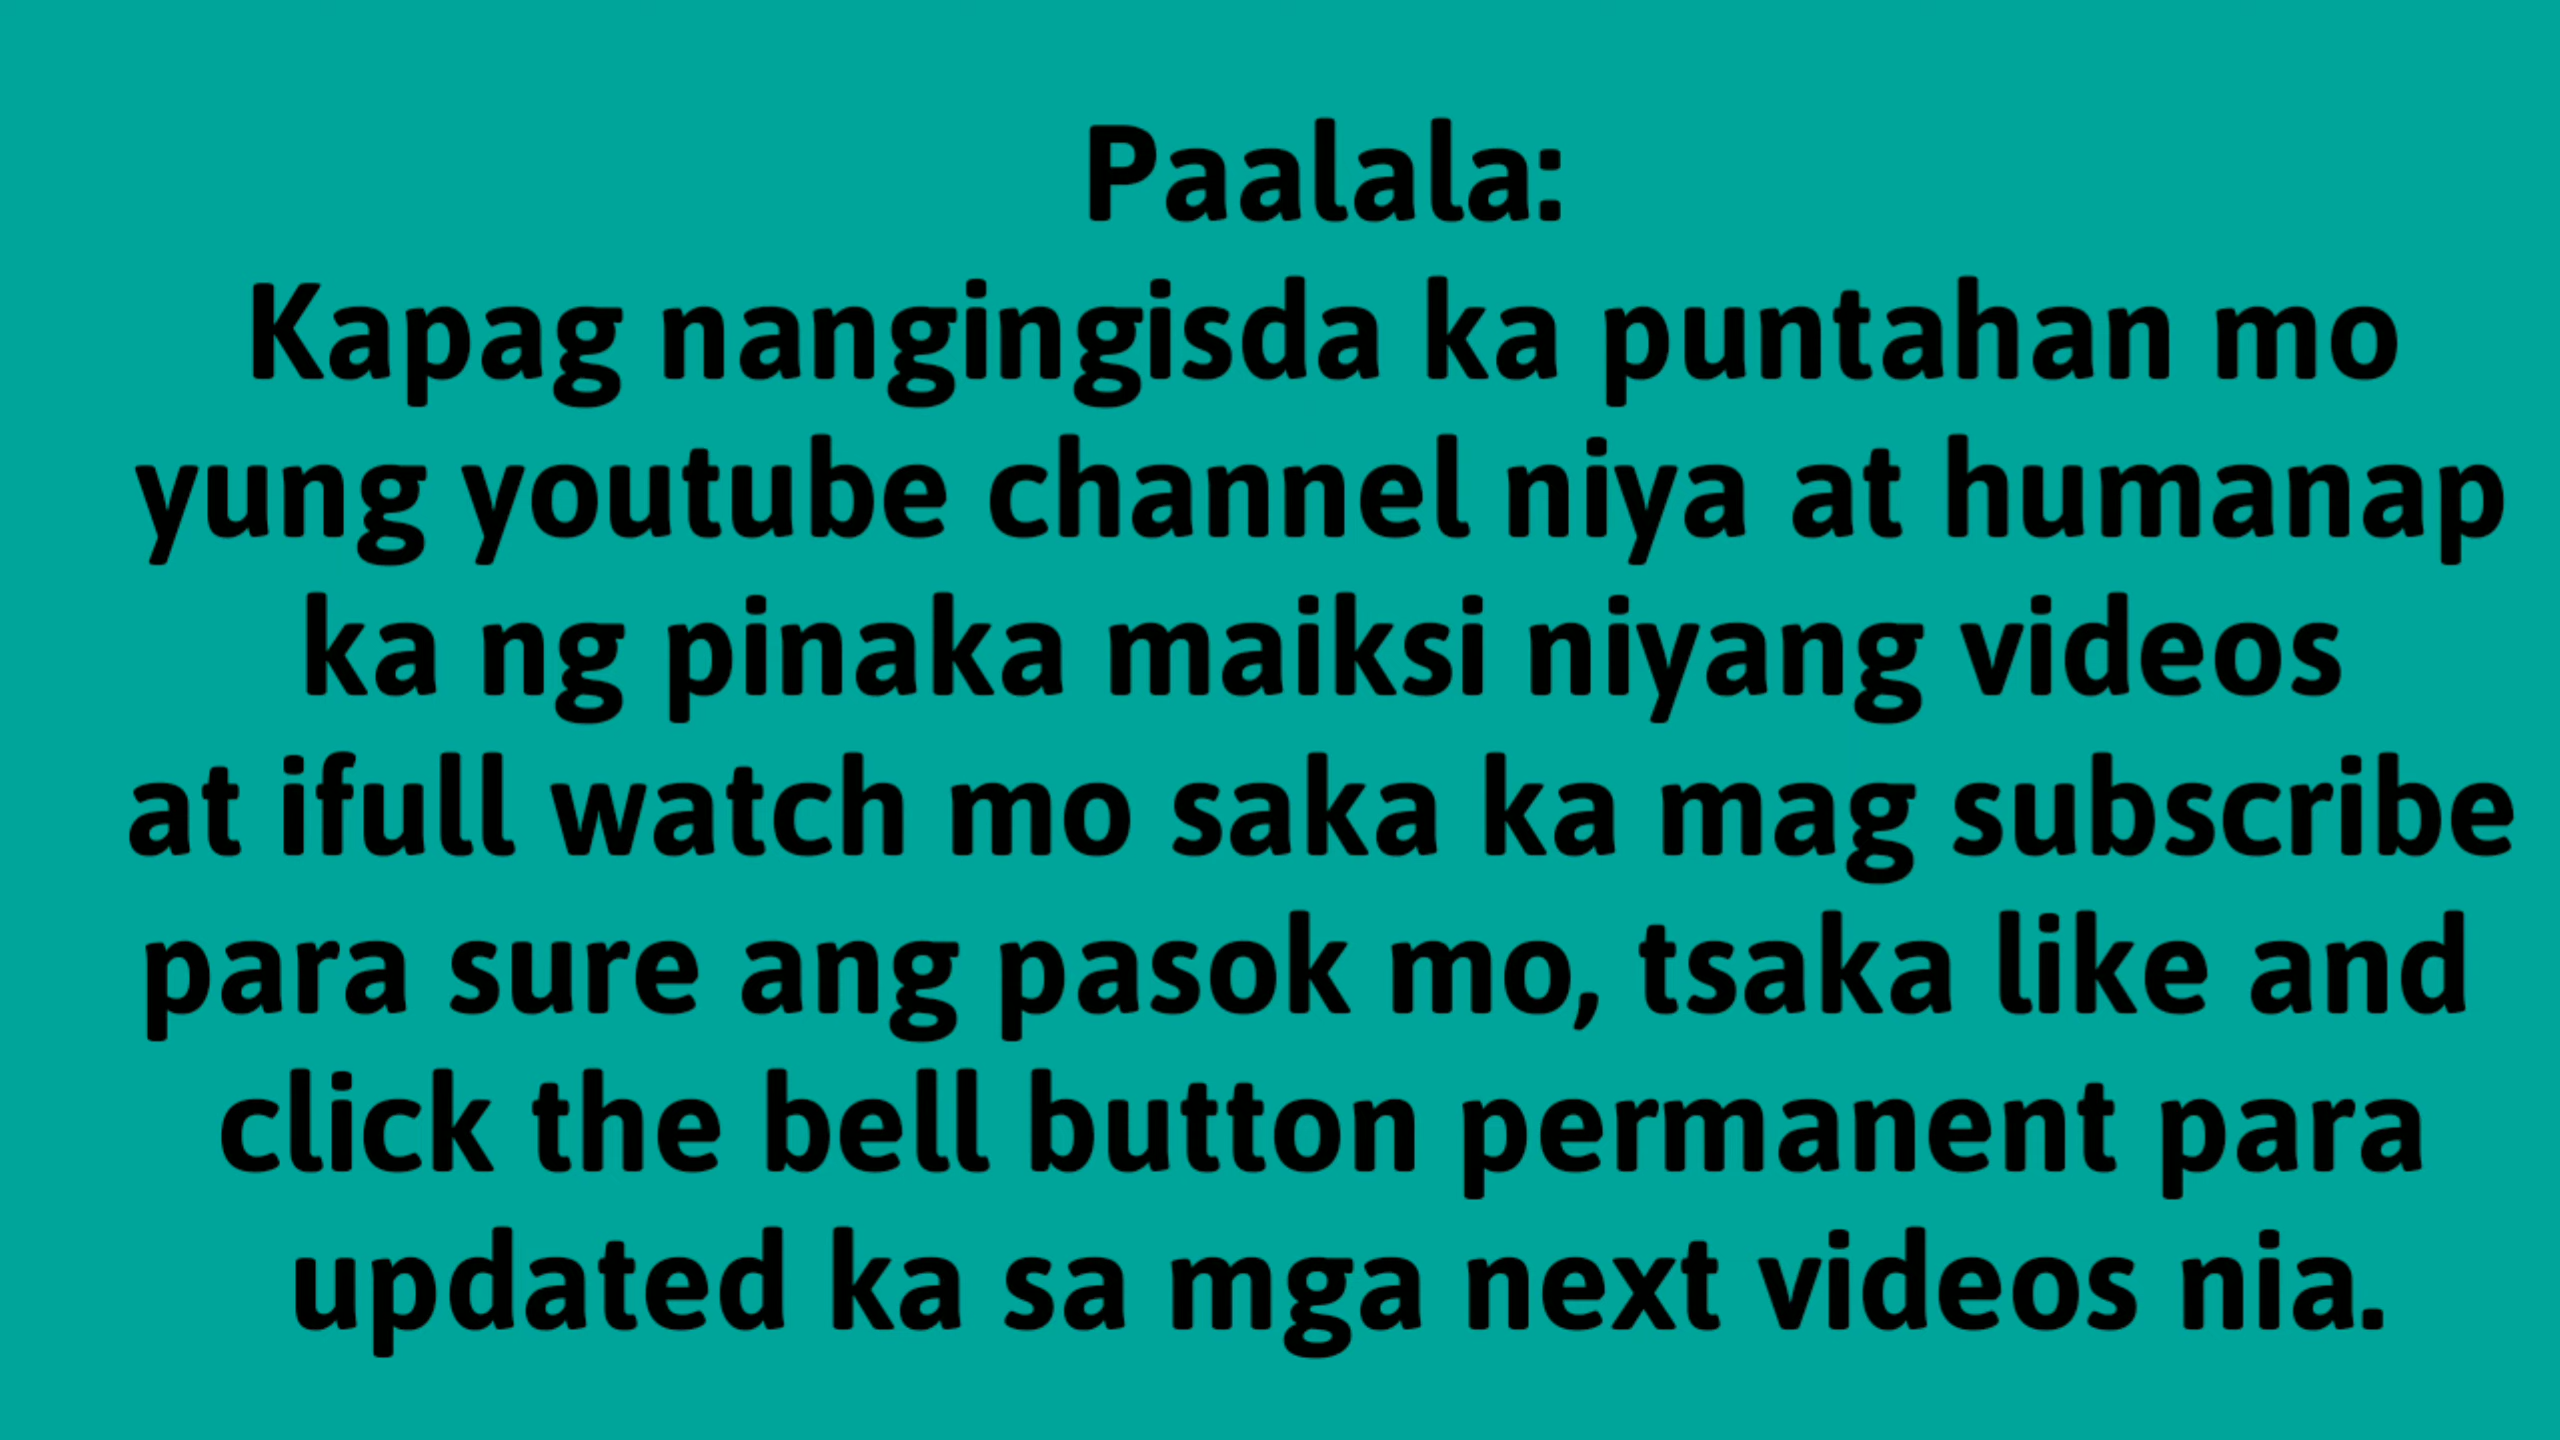 Paalala:
Kapag nangingisda ka puntahan mo
yung youtube channel niya at humanap
ka ng pinaka maiksi niyang videos
at ifull watch mo saka ka mag subscribe
para sure ang pasok mo, tsaka like and
click the bell button permanent para
updated ka sa mga next videos nia.